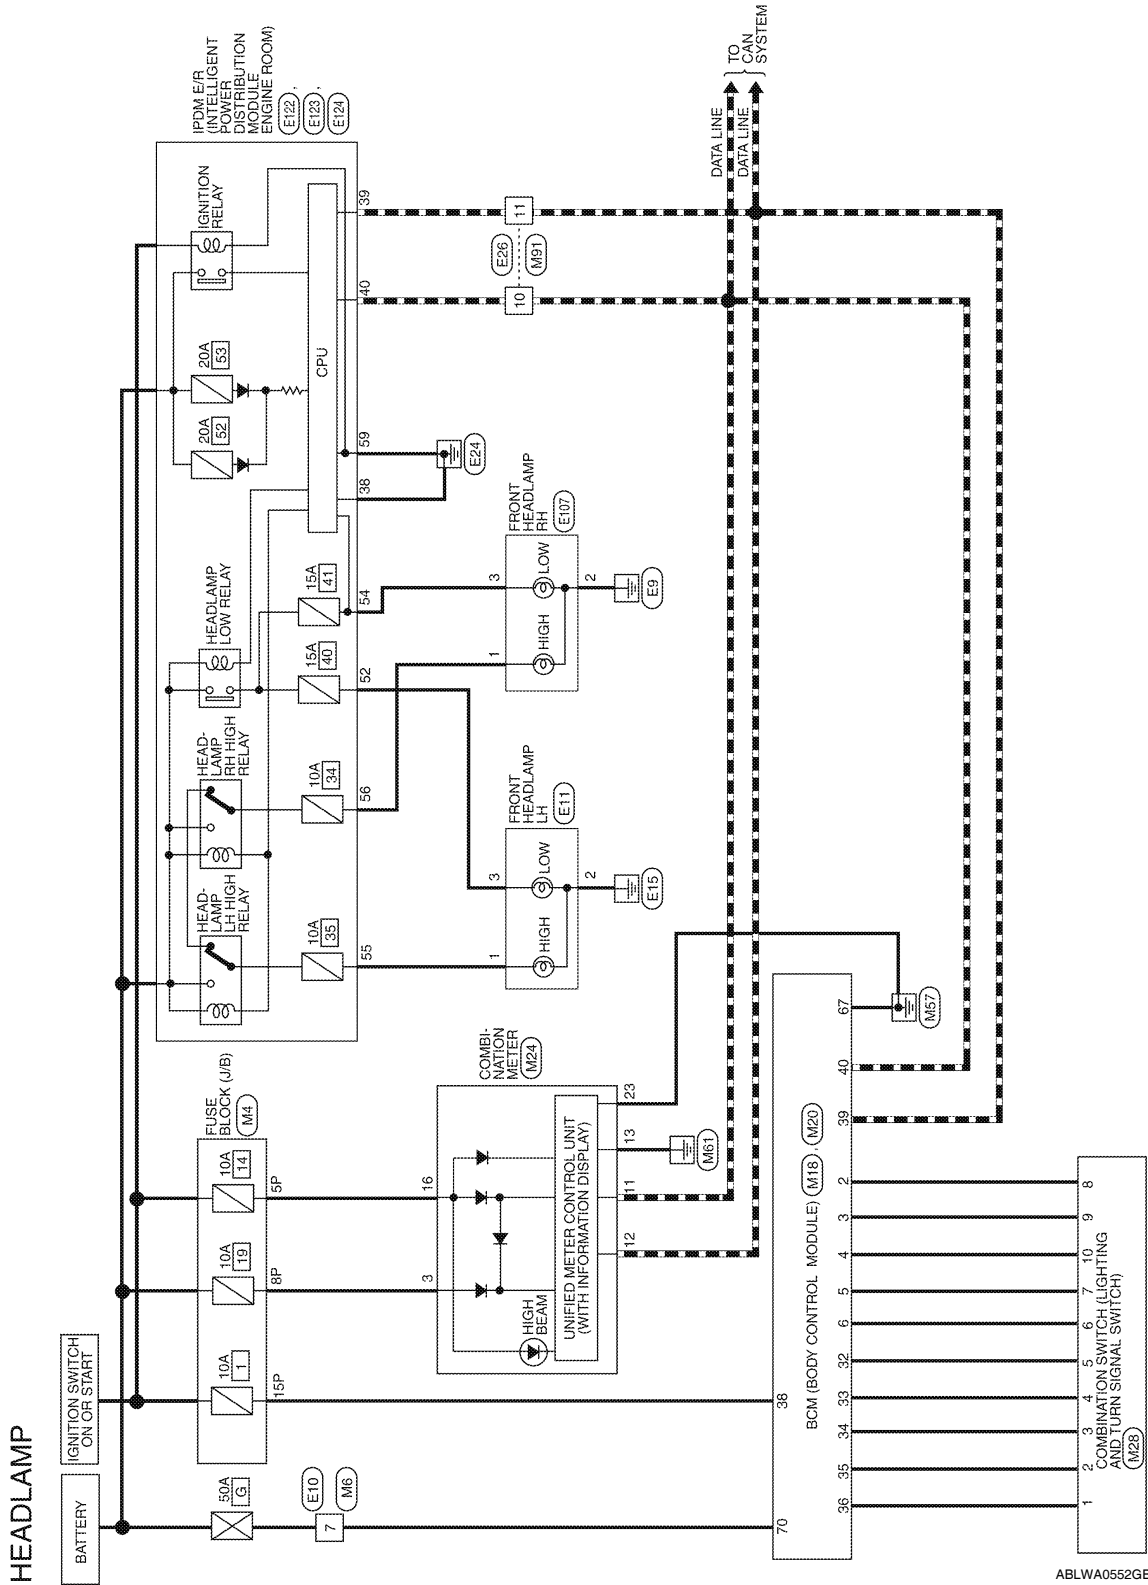 HEADLAMP
BATTERY
IGNITION SWITCH
ON OR START
50A
G
7
E10
M6
70
10A
1
15P
38
10A
19
8P
3
10A
14
5P
16
FUSE
BLOCK (J/B)
M4
COMBI-
NATION
METER
M24
HIGH
BEAM
UNIFIED METER CONTROL UNIT
(WITH INFORMATION DISPLAY)
12
11
13
23
M61
IPDM E/R
(INTELLIGENT
POWER
DISTRIBUTION
MODULE
ENGINE ROOM)
E122 ,
E123 ,
E124
HEAD-
LAMP
LH HIGH
RELAY
HEAD-
LAMP
RH HIGH
RELAY
HEADLAMP
LOW RELAY
20A
52
20A
53
IGNITION
RELAY
CPU
10A
35
10A
34
15A
40
15A
41
55
56
52
54
38
59
40
39
E24
FRONT
HEADLAMP
LH
E11
1
3
HIGH
LOW
2
E15
FRONT
HEADLAMP
RH
E107
1
3
HIGH
LOW
2
E9
10
11
E26
M91
DATA LINE
DATA LINE
TO
CAN
SYSTEM
BCM (BODY CONTROL MODULE) M18 , M20
36
35
34
33
32
6
5
4
3
2
39
40
67
M57
1
2
3
4
5
6
7
10
9
8
COMBINATION SWITCH (LIGHTING
AND TURN SIGNAL SWITCH)
M28
ABLWA0552GE